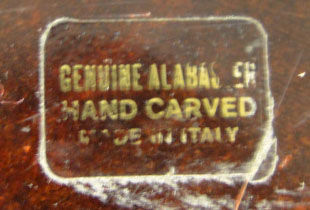 GENUINE ALABASTER
HAND CARVED
MADE IN ITALY